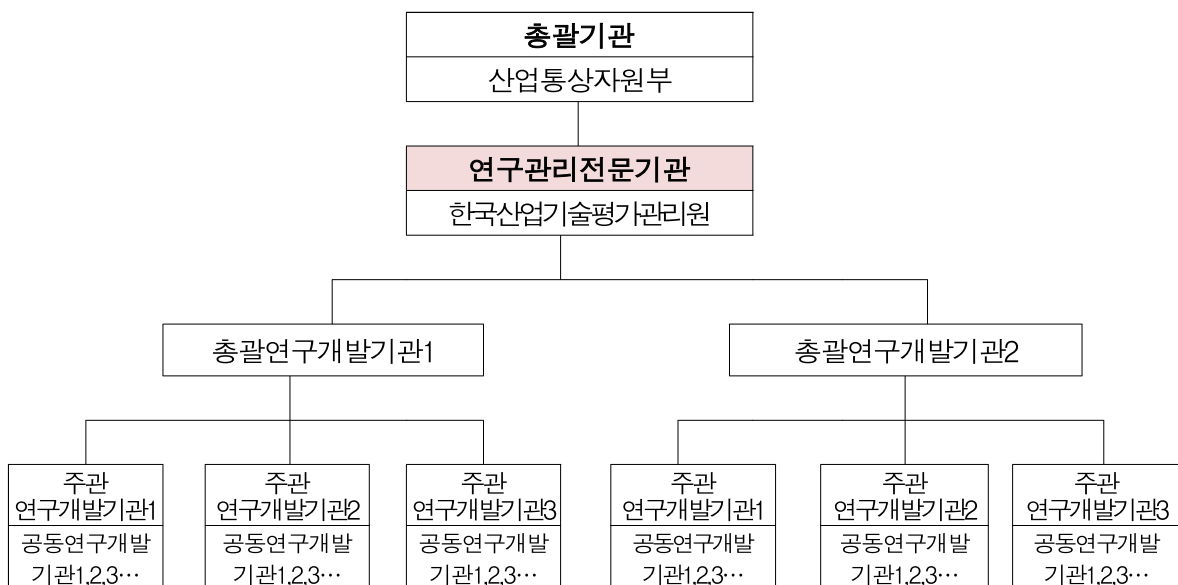 총괄기관
산업통상자원부
연구관리전문기관
한국산업기술평가관리원
총괄연구개발기관1
총괄연구개발기관2
주관
연구개발기관1
공동연구개발
기관1,2,3…
주관
연구개발기관2
공동연구개발
기관1,2,3…
주관
연구개발기관3
공동연구개발
기관1,2,3…
주관
연구개발기관1
공동연구개발
기관1,2,3…
주관
연구개발기관2
공동연구개발
기관1,2,3…
주관
연구개발기관3
공동연구개발
기관1,2,3…